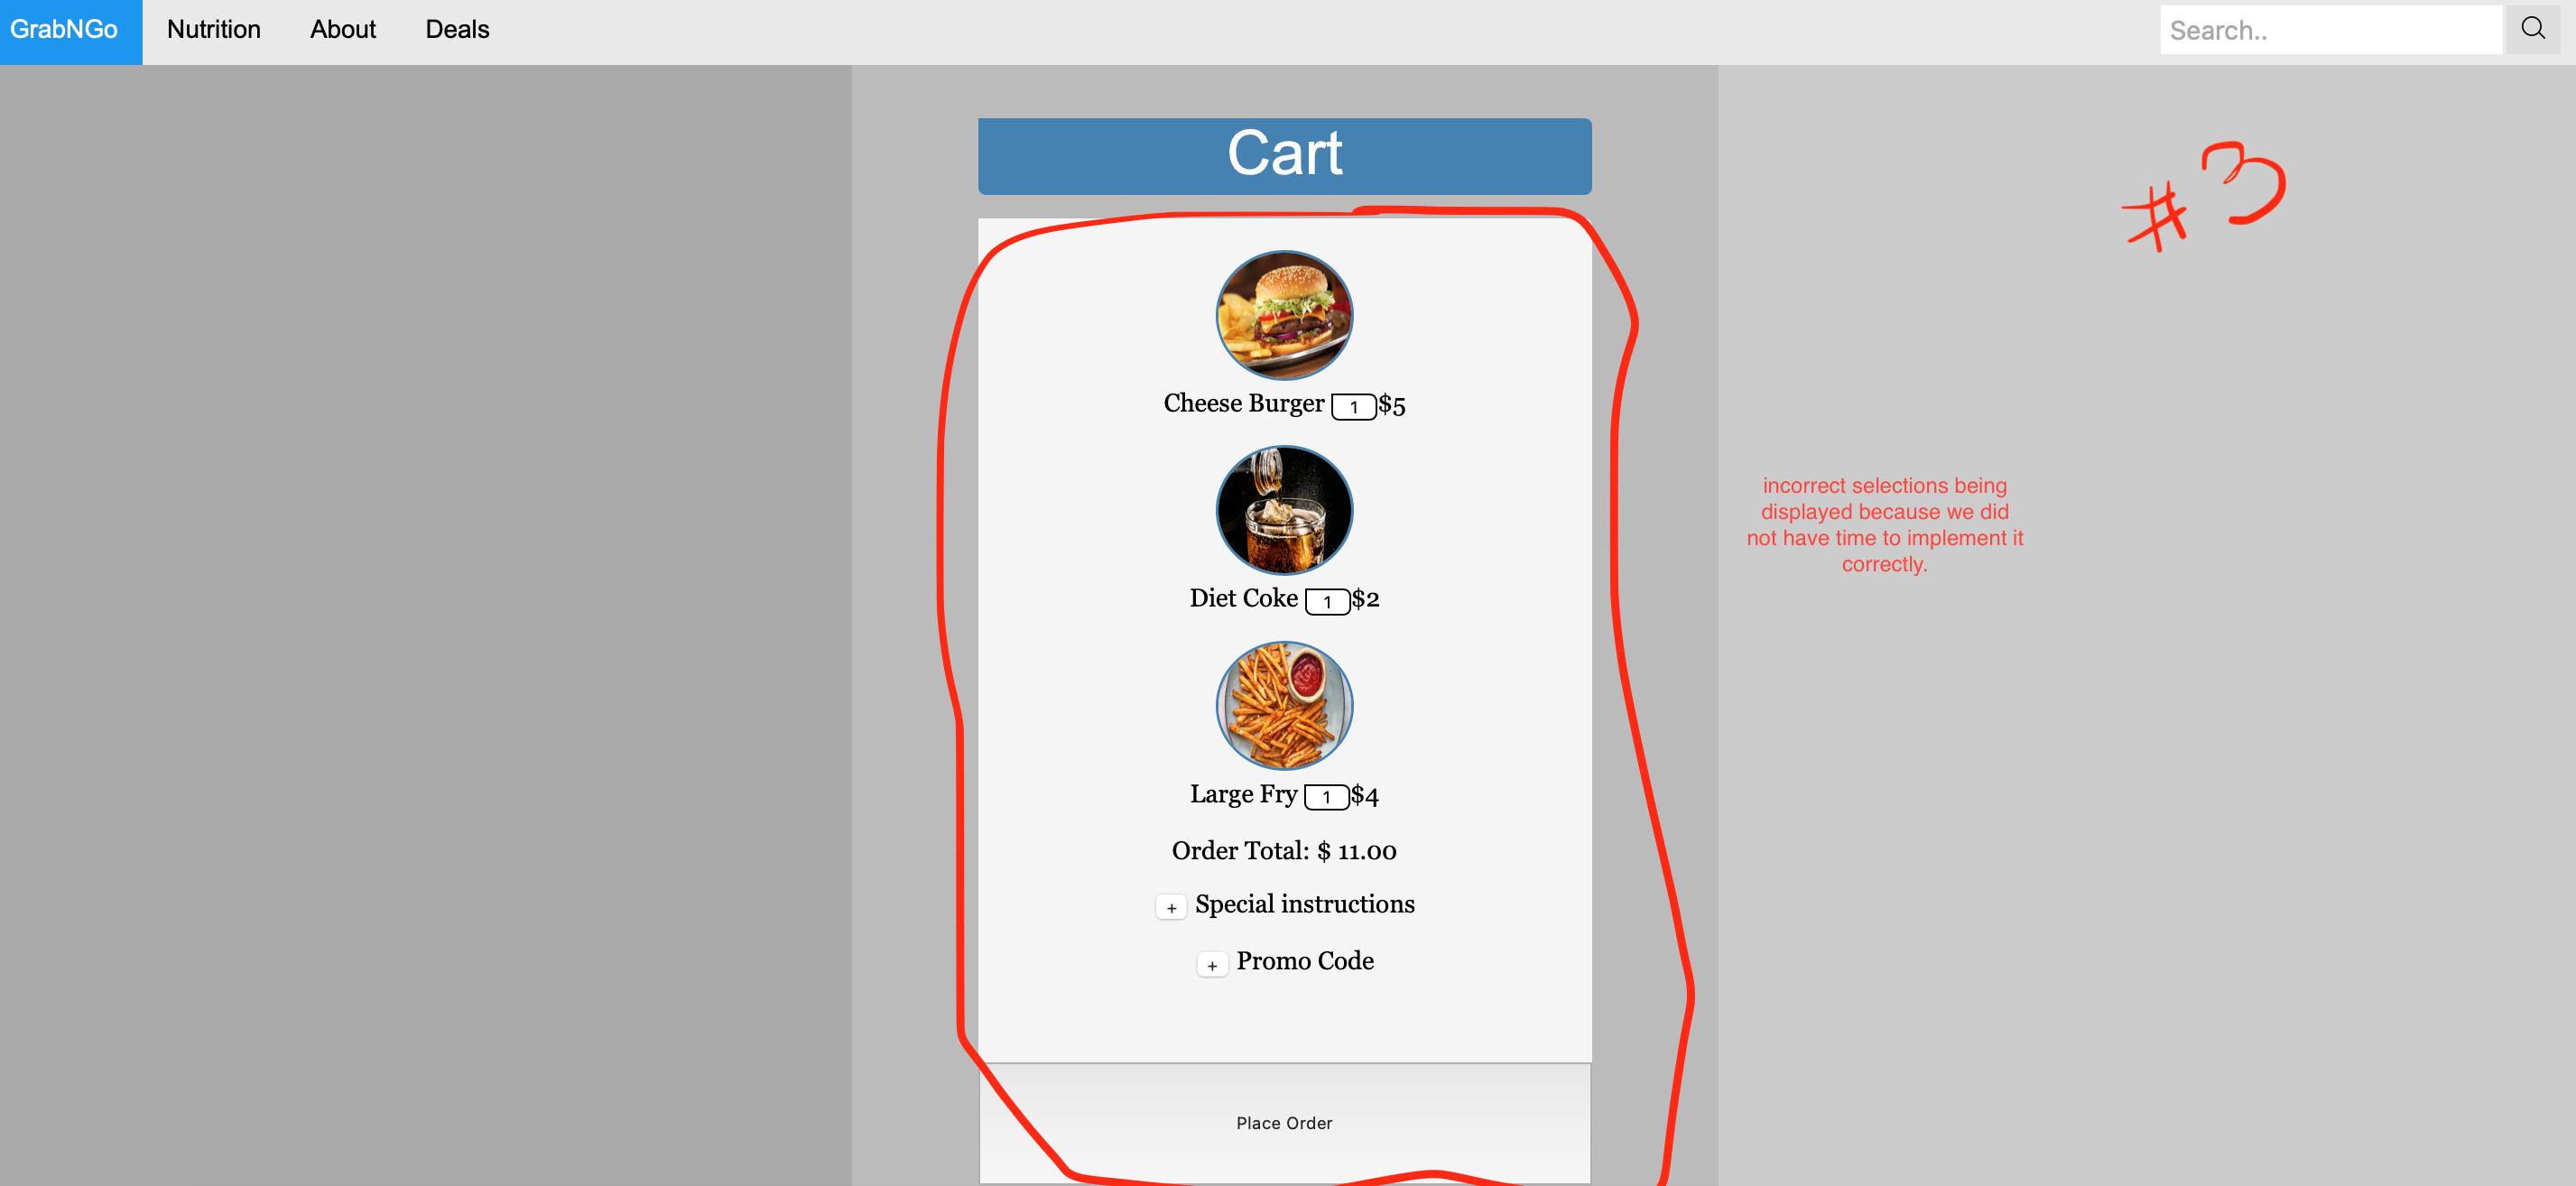 GrabNGo Nutrition About Deals Search..
Cart
#3
Cheese Burger 1 $5
incorrect selections being
displayed because we did
not have time to implement it
correctly.
Diet Coke 1 $2
Large Fry 1 $4
Order Total: $ 11.00
+ Special instructions
+ Promo Code
Place Order